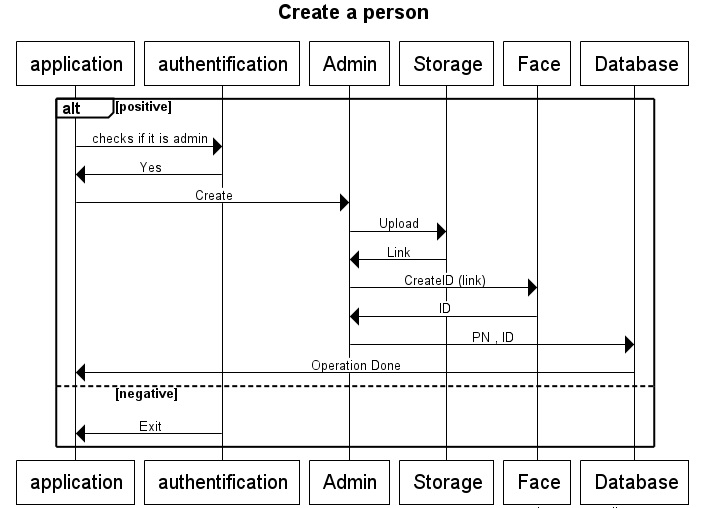 Create a person
application authentification Admin Storage Face Database
alt [positive]
checks if it is admin
Yes
Create
Upload
Link
CreateID (link)
ID
PN , ID
Operation Done
[negative]
Exit
application authentification Admin Storage Face Database